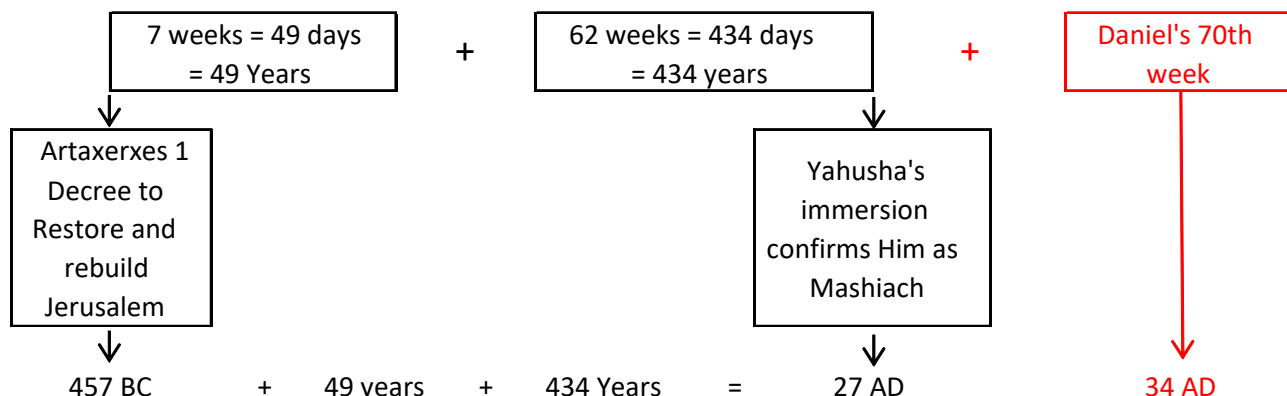 7 weeks = 49 days
= 49 Years
+
62 weeks = 434 days
= 434 years
+
Daniel's 70th
week
Artaxerxes 1
Decree to
Restore and
rebuild
Jerusalem
Yahusha's
immersion
confirms Him as
Mashiach
457 BC + 49 years + 434 Years = 27 AD 34 AD